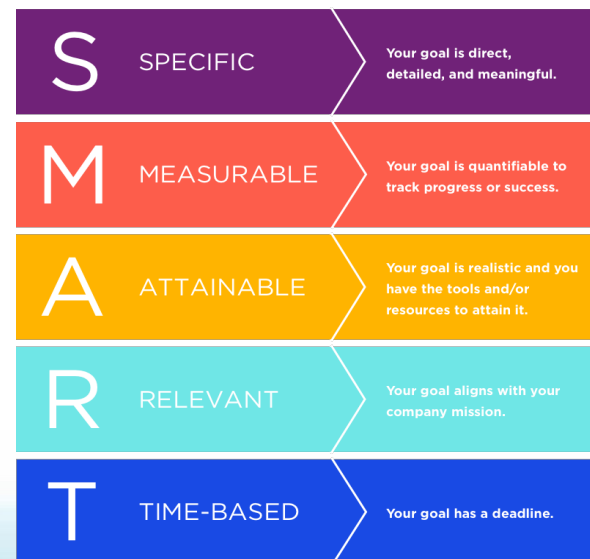 S SPECIFIC Your goal is direct,
detailed, and meaningful.
M MEASURABLE Your goal is quantifiable to
track progress or success.
A ATTAINABLE Your goal is realistic and you
have the tools and/or
resources to attain it.
R RELEVANT Your goal aligns with your
company mission.
T TIME-BASED Your goal has a deadline.